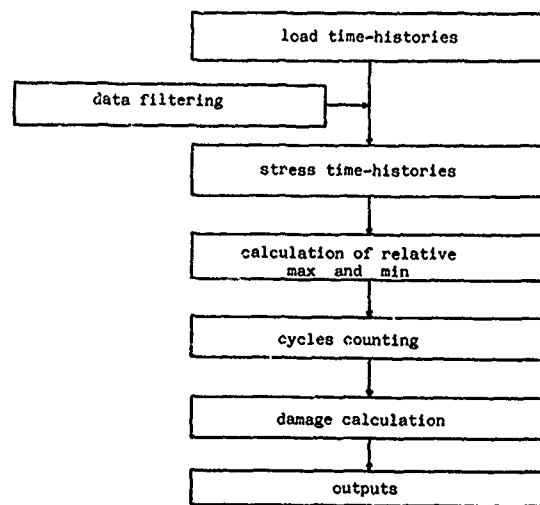 load time-histories
data filtering
stress time-histories
calculation of relative
max and min
cycles counting
damage calculation
outputs